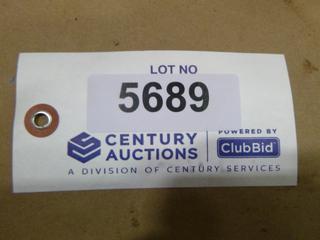 LOT NO
5689
CENTURY AUCTIONS
POWERED BY
ClubBid
A DIVISION OF CENTURY SERVICES